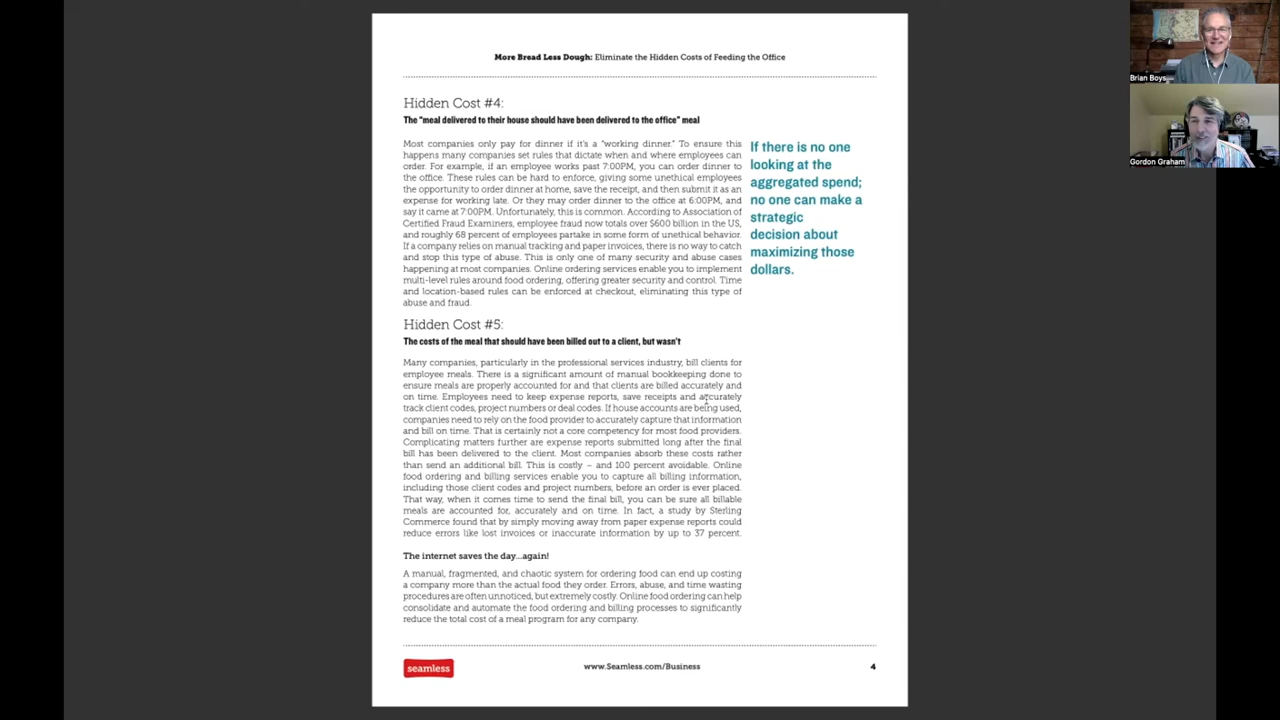 More Bread Less Dough: Eliminate the Hidden Costs of Feeding the Office
Hidden Cost #4:
The “meal delivered to their house should have been delivered to the office” meal
Most companies only pay for dinner if it’s a “working dinner.” To ensure this
happens many companies set rules that dictate when and where employees can
order. For example, if an employee works past 7:00PM, you can order dinner to
the office. These rules can be hard to enforce, giving some unethical employees
the opportunity to order dinner at home, save the receipt, and then submit it as an
expense for working late. Or they may order dinner to the office at 6:00PM, and
say it came at 7:00PM. Unfortunately, this is common. According to Association of
Certified Fraud Examiners, employee fraud now totals over $600 billion in the US,
and roughly 68 percent of employees partake in some form of unethical behavior.
If a company relies on manual tracking and paper invoices, there is no way to catch
and stop this type of abuse. This is only one of many security and abuse cases
happening at most companies. Online ordering services enable you to implement
multi-level rules around food ordering, offering greater security and control. Time
and location-based rules can be enforced at checkout, eliminating this type of
abuse and fraud.
If there is no one
looking at the
aggregated spend;
no one can make a
strategic
decision about
maximizing those
dollars.
Hidden Cost #5:
The costs of the meal that should have been billed out to a client, but wasn’t
Many companies, particularly in the professional services industry, bill clients for
employee meals. There is a significant amount of manual bookkeeping done to
ensure meals are properly accounted for and that clients are billed accurately and
on time. Employees need to keep expense reports, save receipts and accurately
track client codes, project numbers or deal codes. If house accounts are being used,
companies need to rely on the food provider to accurately capture that information
and bill on time. That is certainly not a core competency for most food providers.
Complicating matters further are expense reports submitted long after the final
bill has been delivered to the client. Most companies absorb these costs rather
than send an additional bill. This is costly – and 100 percent avoidable. Online
food ordering and billing services enable you to capture all billing information,
including those client codes and project numbers, before an order is ever placed.
That way, when it comes time to send the final bill, you can be sure all billable
meals are accounted for, accurately and on time. In fact, a study by Sterling
Commerce found that by simply moving away from paper expense reports could
reduce errors like lost invoices or inaccurate information by up to 37 percent.
The internet saves the day...again!
A manual, fragmented, and chaotic system for ordering food can end up costing
a company more than the actual food they order. Errors, abuse, and time wasting
procedures are often unnoticed, but extremely costly. Online food ordering can help
consolidate and automate the food ordering and billing processes to significantly
reduce the total cost of a meal program for any company.
seamless
www.Seamless.com/Business
4
Brian Boys
Gordon Graham